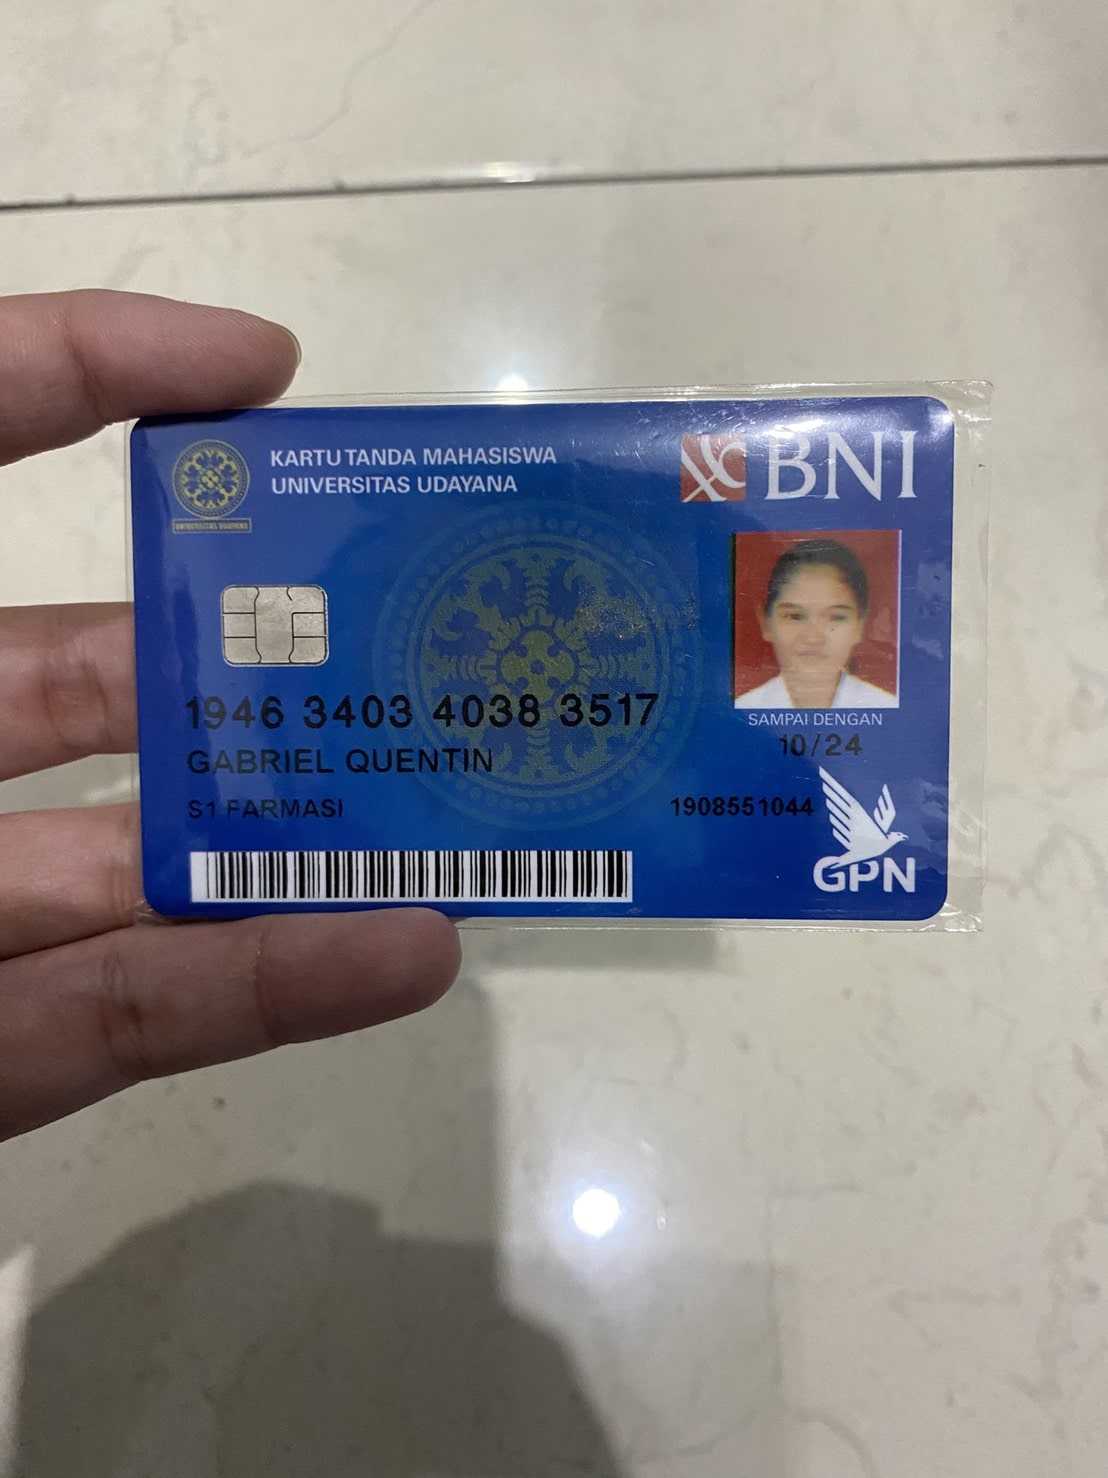 KARTU TANDA MAHASISWA
UNIVERSITAS UDAYANA
UNIVERSITAS UDAYANA
BNI
1946 3403 4038 3517
GABRIEL QUENTIN
SAMPAI DENGAN
10/24
S1 FARMASI
1908551044
GPN